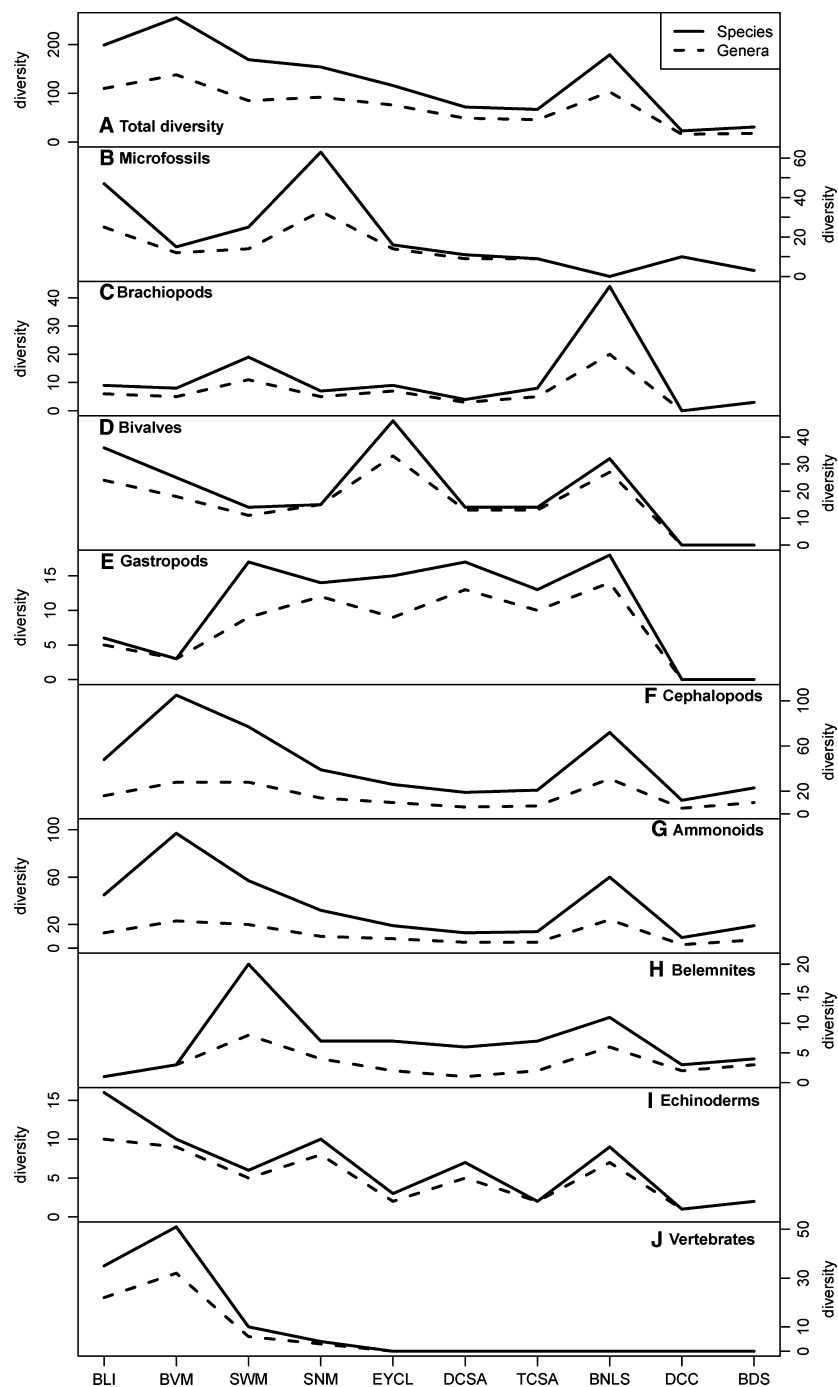 Species
Genera
diversity
200
100
0
A Total diversity
B Microfossils
60
40
20
0
diversity
C Brachiopods
diversity
40
30
20
10
0
D Bivalves
40
30
20
10
0
diversity
E Gastropods
diversity
15
10
5
0
F Cephalopods
100
60
20
0
diversity
G Ammonoids
diversity
100
60
20
0
H Belemnites
20
15
10
5
0
diversity
I Echinoderms
diversity
15
10
5
0
J Vertebrates
50
30
10
0
diversity
BLI BVM SWM SNM EYCL DCSA TCSA BNLS DCC BDS